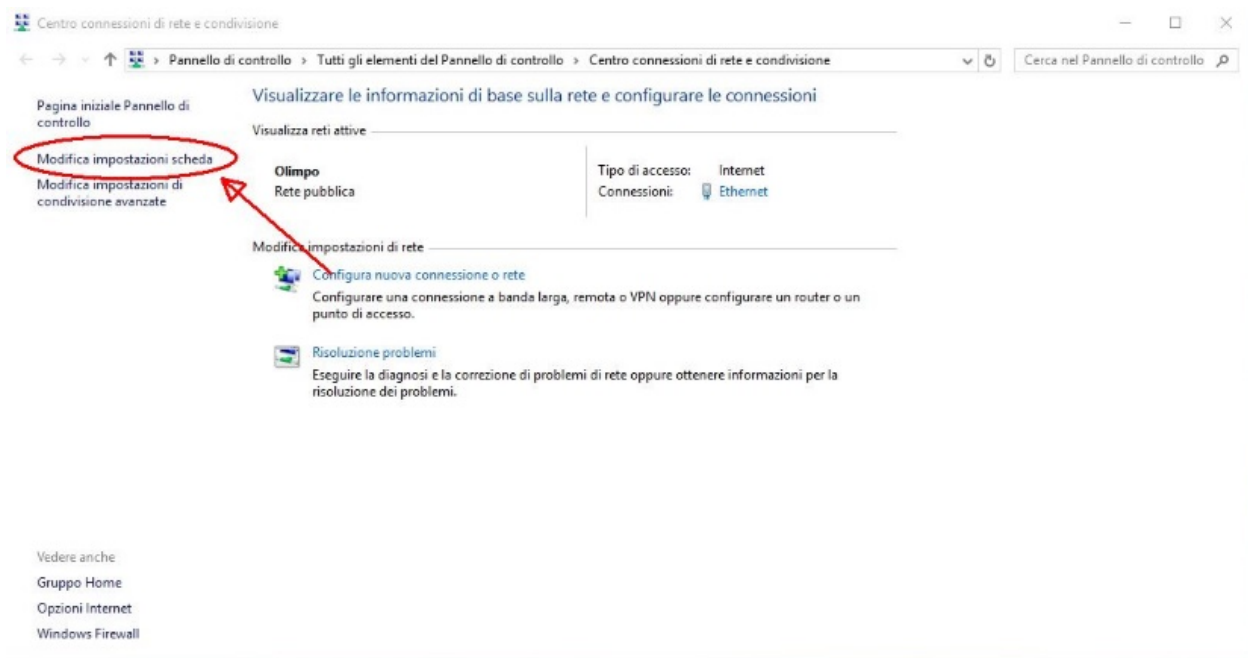 Centro connessioni di rete e condivisione
Pannello di controllo > Tutti gli elementi del Pannello di controllo > Centro connessioni di rete e condivisione
Cerca nel Pannello di controllo
Pagina iniziale Pannello di
controllo
Modifica impostazioni scheda
Modifica impostazioni di
condivisione avanzate
Visualizzare le informazioni di base sulla rete e configurare le connessioni
Visualizza reti attive
Olimpo
Rete pubblica
Tipo di accesso: Internet
Connessioni: Ethernet
Modifica impostazioni di rete
Configura nuova connessione o rete
Configurare una connessione a banda larga, remota o VPN oppure configurare un router o un
punto di accesso.
Risoluzione problemi
Eseguire la diagnosi e la correzione di problemi di rete oppure ottenere informazioni per la
risoluzione dei problemi.
Vedere anche
Gruppo Home
Opzioni Internet
Windows Firewall